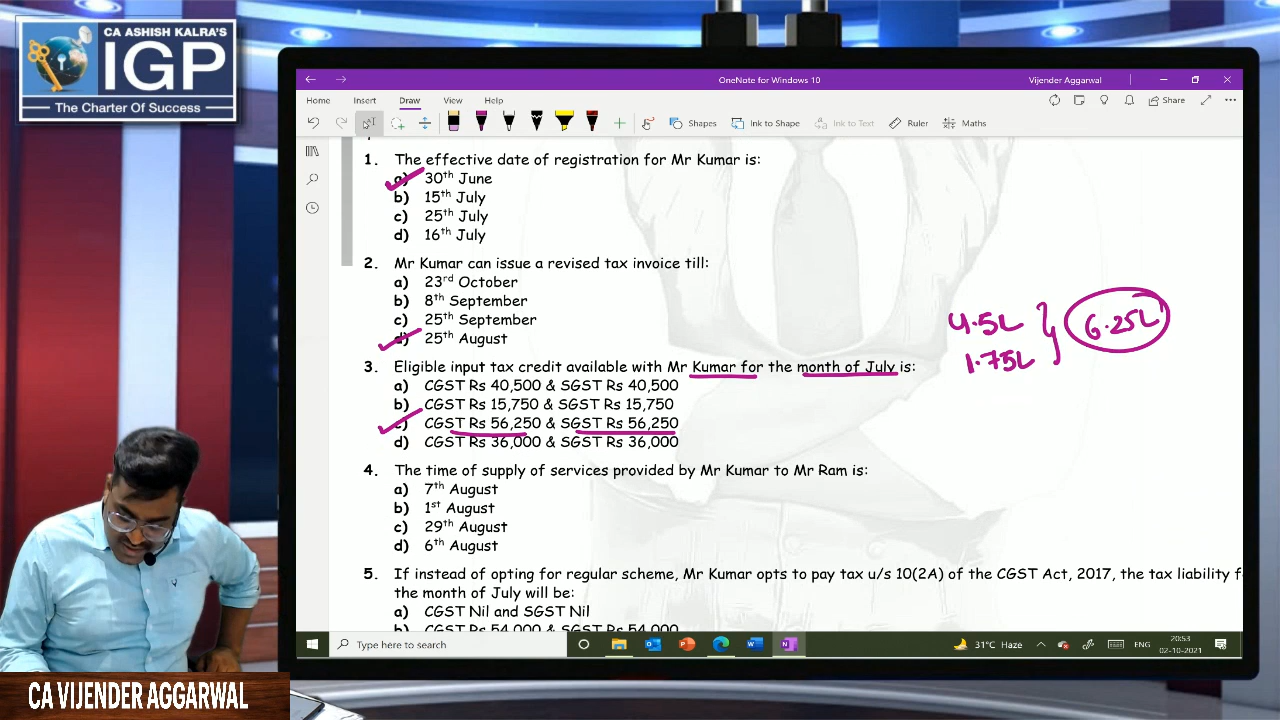 CA ASHISH KALRA'S
IGP
The Charter Of Success
OneNote for Windows 10
Vijender Aggarwal
Home Insert Draw View Help
Share
Shapes
Ink to Shape
Ink to Text
Ruler
Maths
1. The effective date of registration for Mr Kumar is:
a) 30th June
b) 15th July
c) 25th July
d) 16th July
2. Mr Kumar can issue a revised tax invoice till:
a) 23rd October
b) 8th September
c) 25th September
d) 25th August
4.5L
1.75L
6.25L
3. Eligible input tax credit available with Mr Kumar for the month of July is:
a) CGST Rs 40,500 & SGST Rs 40,500
b) CGST Rs 15,750 & SGST Rs 15,750
c) CGST Rs 56,250 & SGST Rs 56,250
d) CGST Rs 36,000 & SGST Rs 36,000
4. The time of supply of services provided by Mr Kumar to Mr Ram is:
a) 7th August
b) 1st August
c) 29th August
d) 6th August
5. If instead of opting for regular scheme, Mr Kumar opts to pay tax u/s 10(2A) of the CGST Act, 2017, the tax liability f
the month of July will be:
a) CGST Nil and SGST Nil
b) CGST Rs 54,000 & SGST Rs 54,000
Type here to search
31°C Haze
ENG
20:53
02-10-2021
CA VIJENDER AGGARWAL